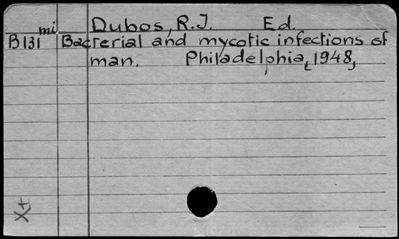 mi Dubos, R.J. Ed.
B131 Bacterial and mycotic infections of
man. Philadelphia, 1948,
X+